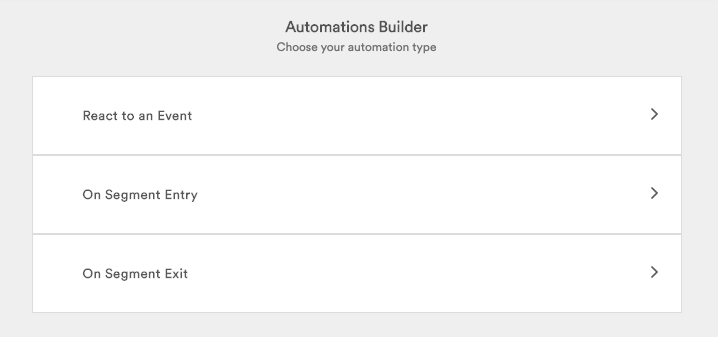 Automations Builder
Choose your automation type
React to an Event
On Segment Entry
On Segment Exit